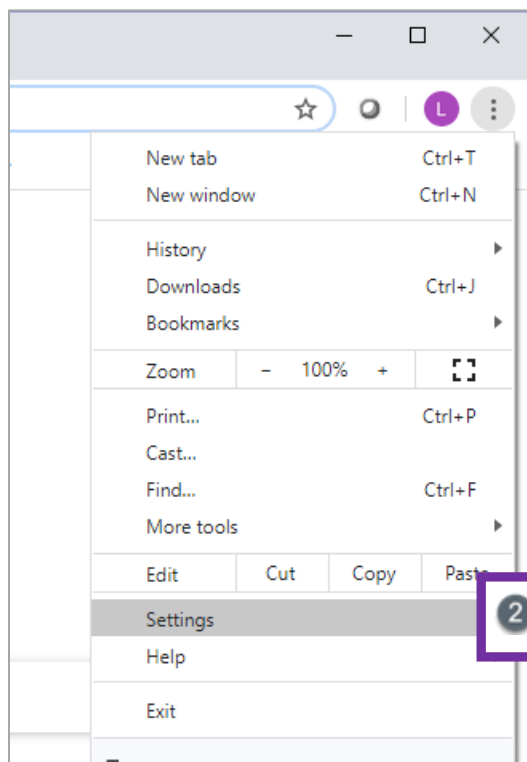 L
New tab Ctrl+T
New window Ctrl+N
History
Downloads Ctrl+J
Bookmarks
Zoom - 100% +
Print... Ctrl+P
Cast...
Find... Ctrl+F
More tools
Edit Cut Copy Paste
Settings 2
Help
Exit